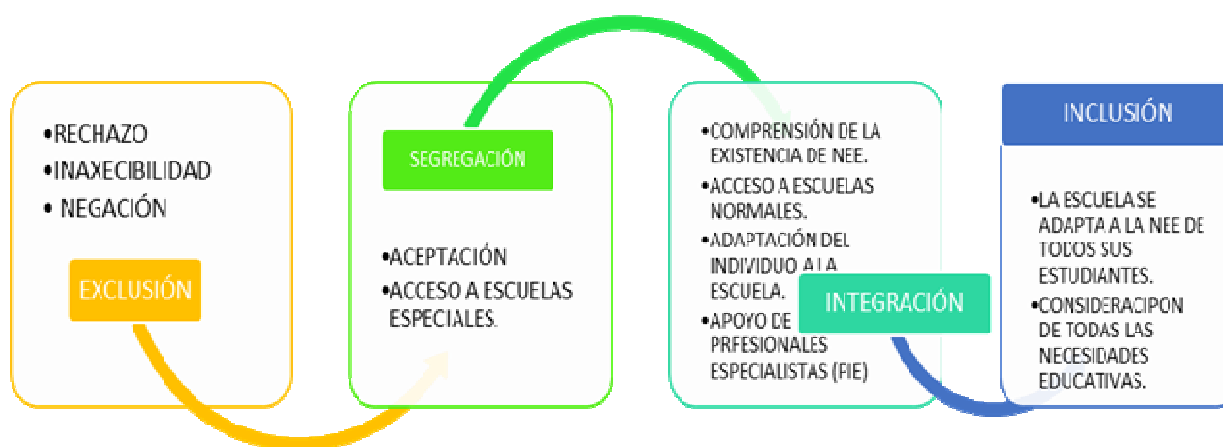 •RECHAZO
•INAXECIBILIDAD
• NEGACIÓN
EXCLUSIÓN
SEGREGACIÓN
•ACEPTACIÓN
•ACCESO A ESCUELAS
ESPECIALES.
•COMPRENSIÓN DE LA
EXISTENCIA DE NEE.
•ACCESO A ESCUELAS
NORMALES.
•ADAPTACIÓN DEL
INDIVIDUO A LA
ESCUELA.
•APOYO DE
PRFESIONALES
ESPECIALISTAS (PIE)
INTEGRACIÓN
INCLUSIÓN
•LA ESCUELA SE
ADAPTA A LA NEE DE
TODOS SUS
ESTUDIANTES.
•CONSIDERACIPON
DE TODAS LAS
NECESIDADES
EDUCATIVAS.